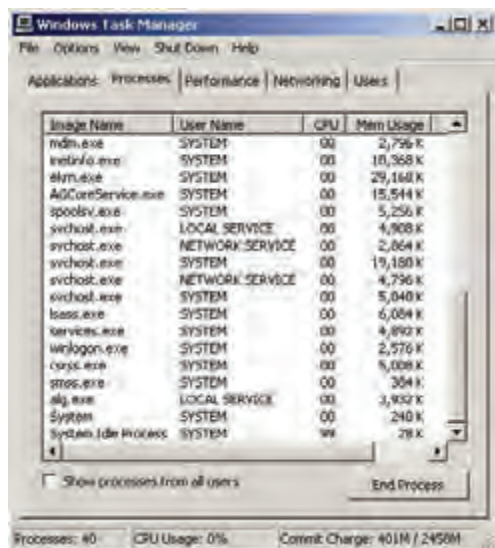 Windows Task Manager
File Options View Shut Down Help
Applications Processes Performance Networking Users
Image Name User Name CPU Mem Usage
mdm.exe SYSTEM 00 2,796 K
inetinfo.exe SYSTEM 00 10,368 K
ekrn.exe SYSTEM 00 29,168 K
AGCoreService.exe SYSTEM 00 15,544 K
spoolsv.exe SYSTEM 00 5,256 K
svchost.exe LOCAL SERVICE 00 4,908 K
svchost.exe NETWORK SERVICE 00 2,864 K
svchost.exe SYSTEM 00 19,180 K
svchost.exe NETWORK SERVICE 00 4,796 K
svchost.exe SYSTEM 00 5,040 K
lsass.exe SYSTEM 00 6,084 K
services.exe SYSTEM 00 4,892 K
winlogon.exe SYSTEM 00 2,576 K
csrss.exe SYSTEM 00 5,008 K
smss.exe SYSTEM 00 384 K
alg.exe LOCAL SERVICE 00 3,932 K
System SYSTEM 00 240 K
System Idle Process SYSTEM 99 28 K
Show processes from all users
End Process
Processes: 40 CPU Usage: 0% Commit Charge: 401M / 2458M